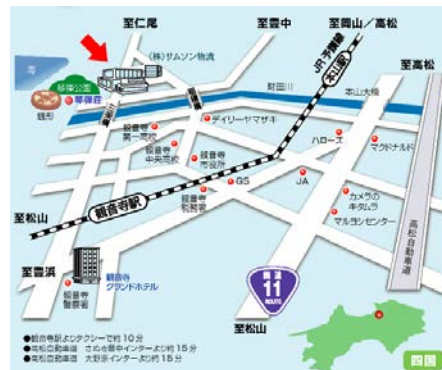 至仁尾
至豊中
至岡山／高松
至高松
(株)サムソン物流
JR予讃線
本山駅
海
琴弾公園
琴弾荘
銭形
三架橋
財田川
本山大橋
デイリーヤマザキ
観音寺
第一高校
観音寺
中央高校
観音寺
市役所
ハローズ
マクドナルド
GS
JA
観音寺
税務署
カメラの
キタムラ
マルヨシセンター
至松山
観音寺駅
高松自動車道
至豊浜
観音寺
グランドホテル
観音寺
警察署
国道
11
ROUTE
至松山
●観音寺駅よりタクシーで約10分
●高松自動車道 さぬき豊中インターより約15分
●高松自動車道 大野原インターより約15分
四国